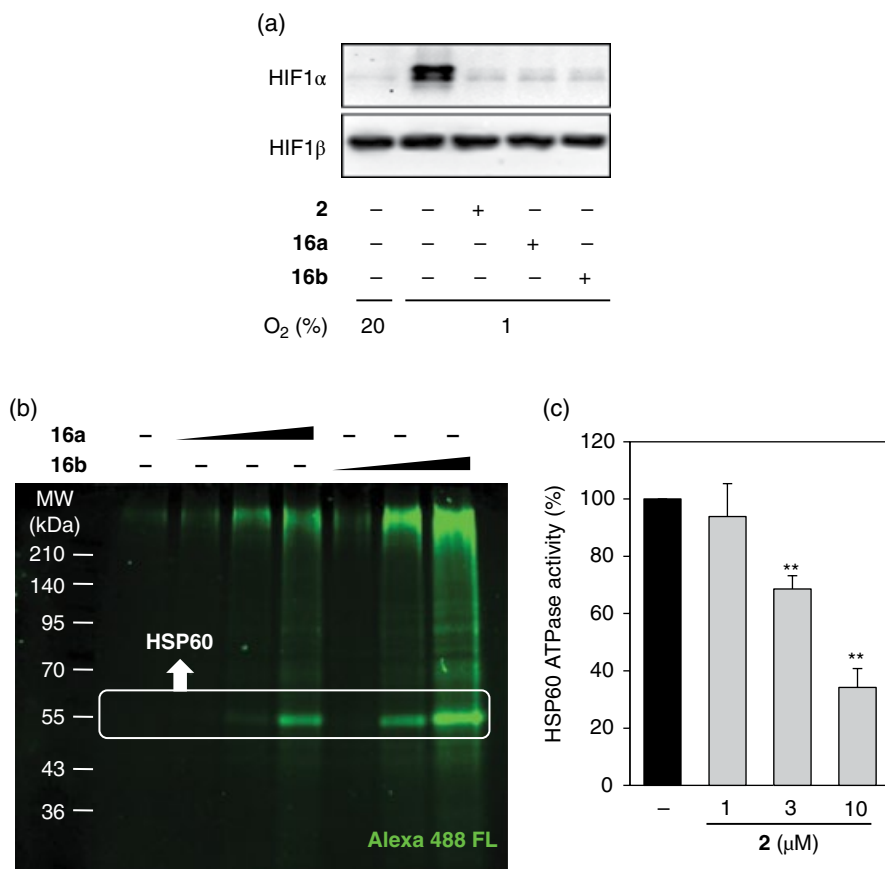 (a)
HIF1α
HIF1β
2 – – + – –
16a – – – + –
16b – – – – +
O2 (%) 20 1
(b)
16a – – – –
16b – – – –
MW
(kDa)
210
140
95
70
55
43
36
HSP60
Alexa 488 FL
(c)
HSP60 ATPase activity (%)
120
100
80
60
40
20
0
**
**
– 1 3 10
2 (μM)